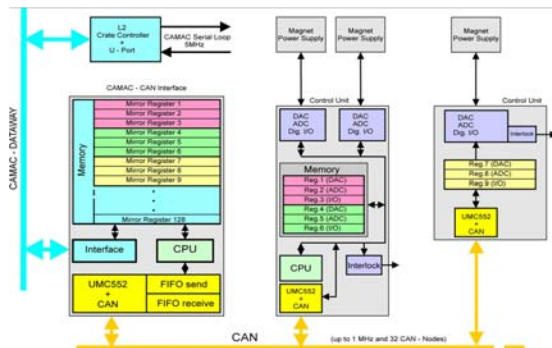 CAMAC - DATAWAY
L2
Crate Controller
+
U - Port
CAMAC Serial Loop
5MHz
CAMAC - CAN Interface
Memory
Mirror Register 1
Mirror Register 2
Mirror Register 3
Mirror Register 4
Mirror Register 5
Mirror Register 6
Mirror Register 7
Mirror Register 8
Mirror Register 9
Mirror Register 128
Interface
CPU
UMC552
+
CAN
FIFO send
FIFO receive
Magnet
Power Supply
Magnet
Power Supply
Control Unit
DAC
ADC
Dig. I/O
DAC
ADC
Dig. I/O
Memory
Reg.1 (DAC)
Reg.2 (ADC)
Reg.3 (I/O)
Reg.4 (DAC)
Reg.5 (ADC)
Reg.6 (I/O)
CPU
Interlock
UMC552
+
CAN
Magnet
Power Supply
Control Unit
DAC
ADC
Dig. I/O
Interlock
Reg.7 (DAC)
Reg.8 (ADC)
Reg.9 (I/O)
UMC552
+
CAN
CAN
(up to 1 MHz and 32 CAN - Nodes)